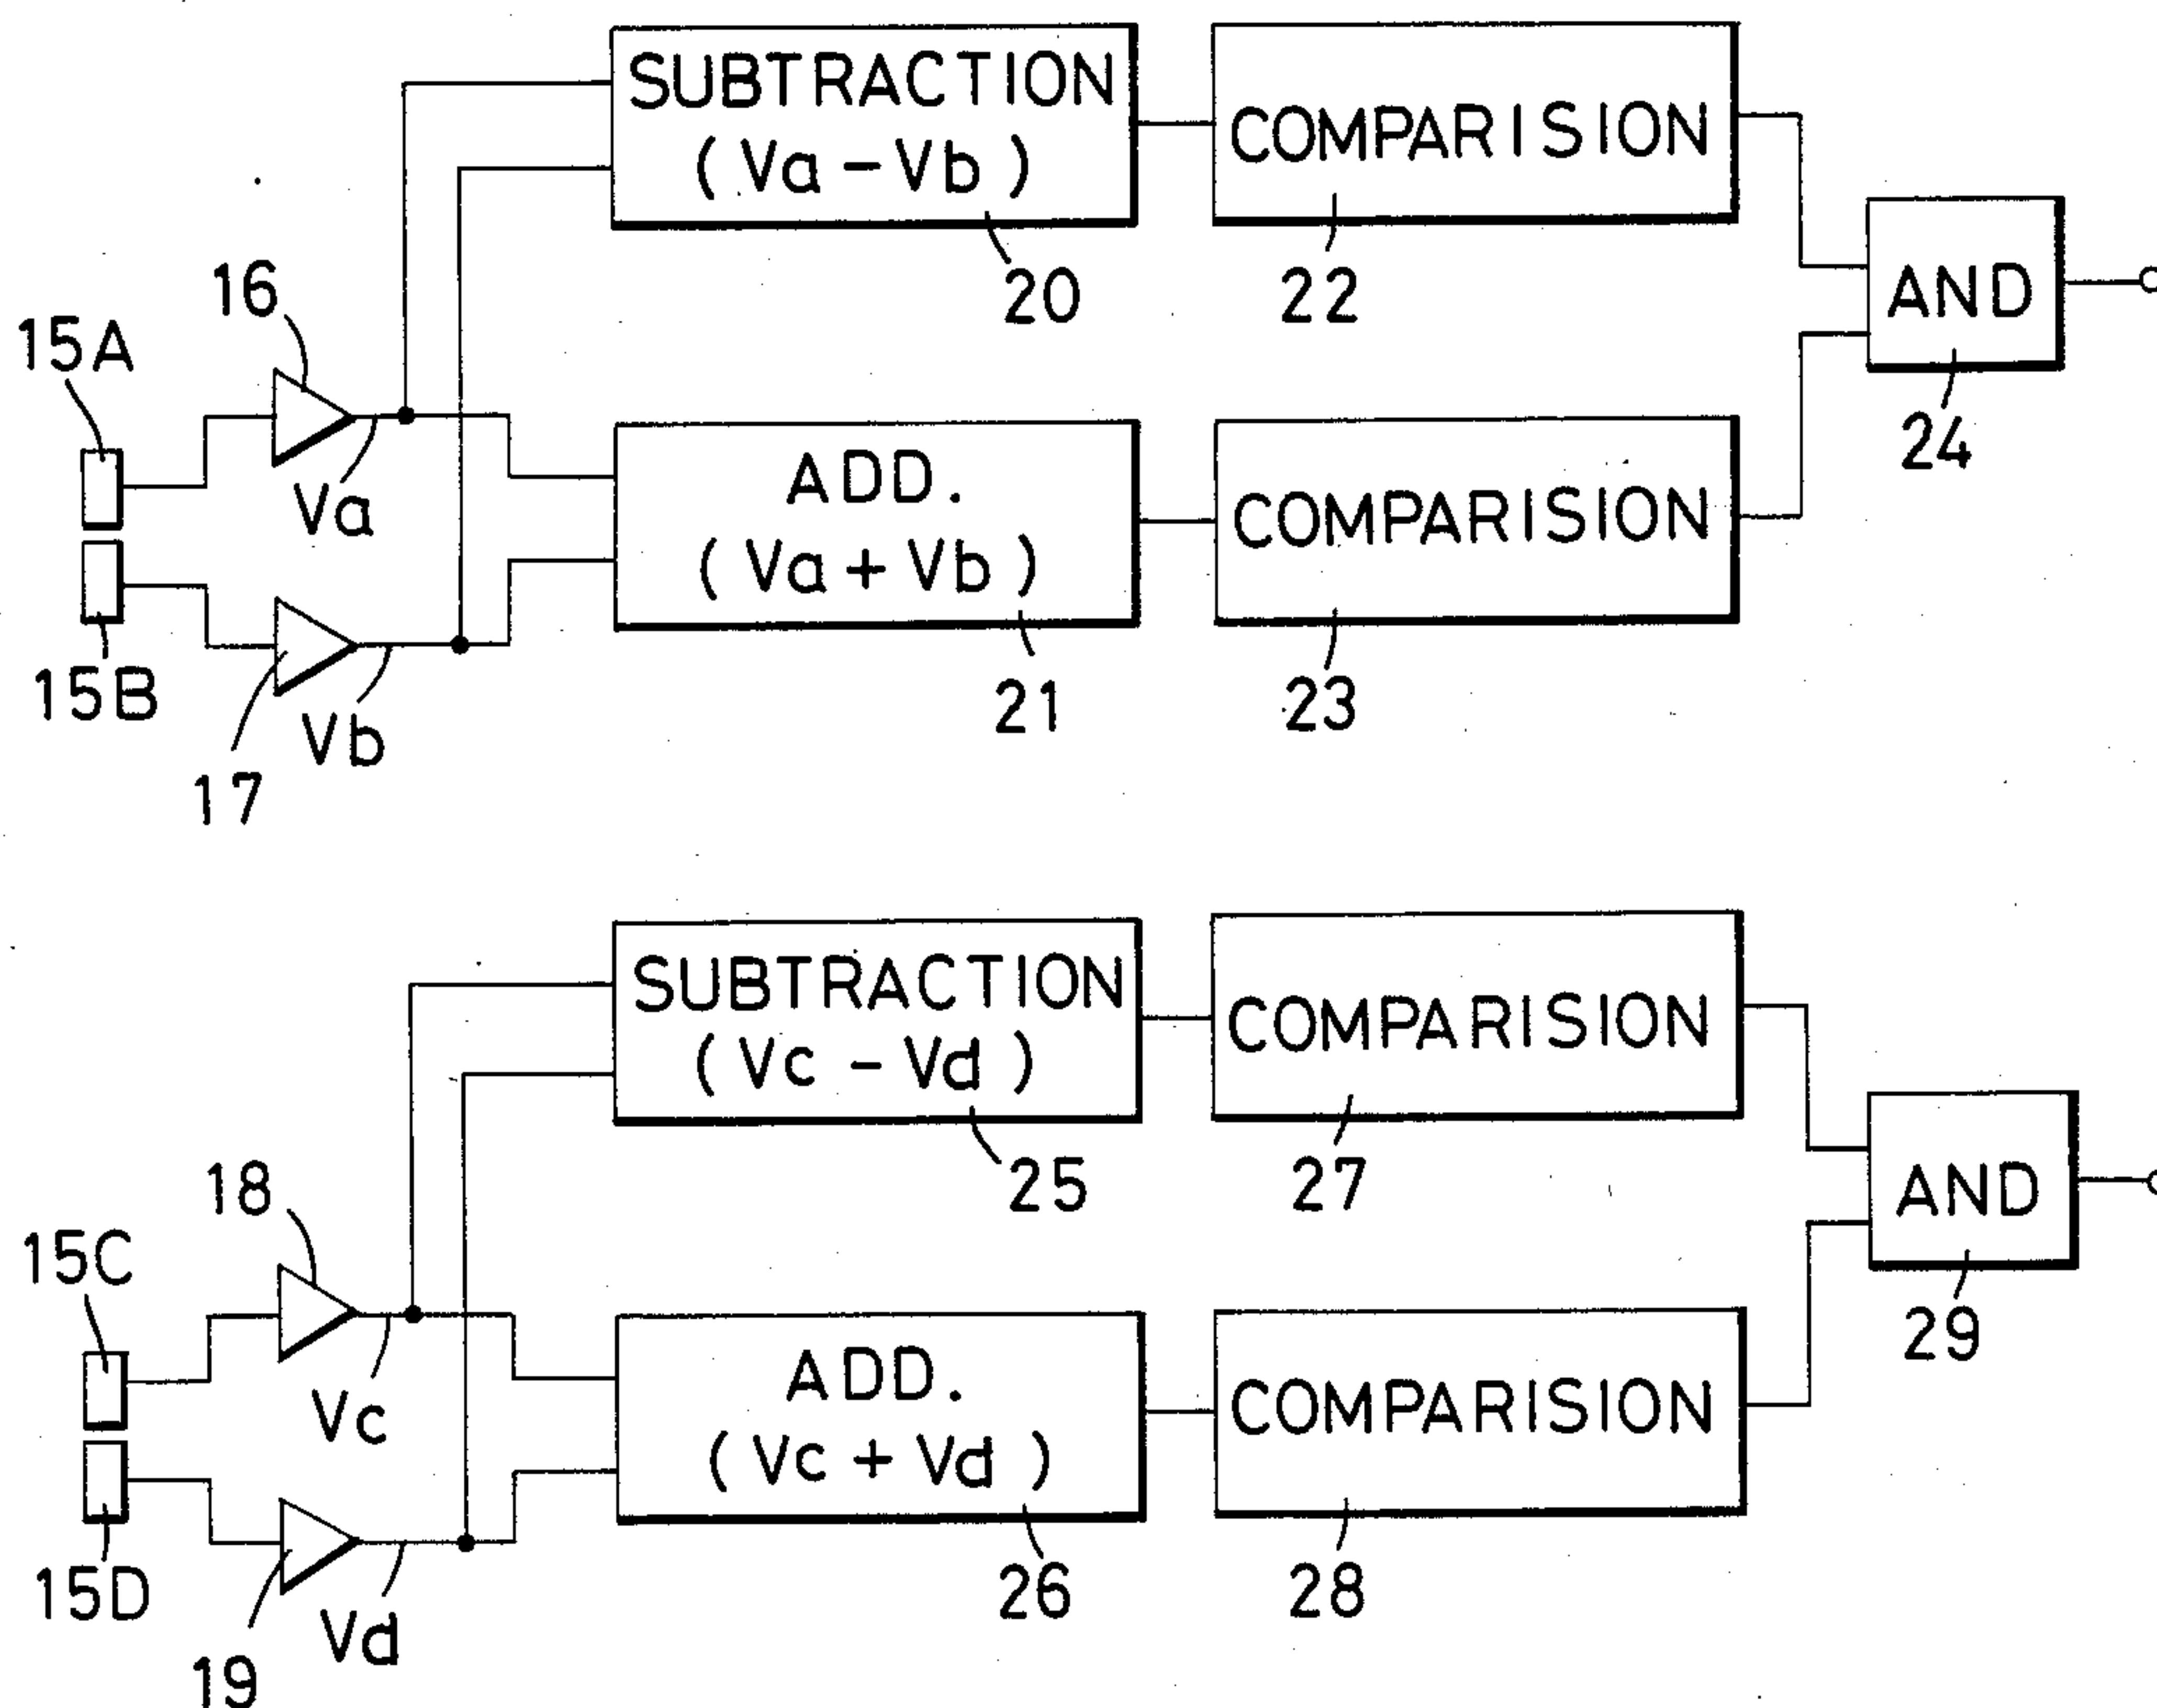 SUBTRACTION
( Va - Vb )
20
COMPARISION
22
AND
24
16
15A
Va
ADD.
( Va + Vb )
21
COMPARISION
23
15B
17
Vb
SUBTRACTION
( Vc - Vd )
25
COMPARISION
27
AND
29
18
15C
Vc
ADD.
( Vc + Vd )
26
COMPARISION
28
15D
19
Vd